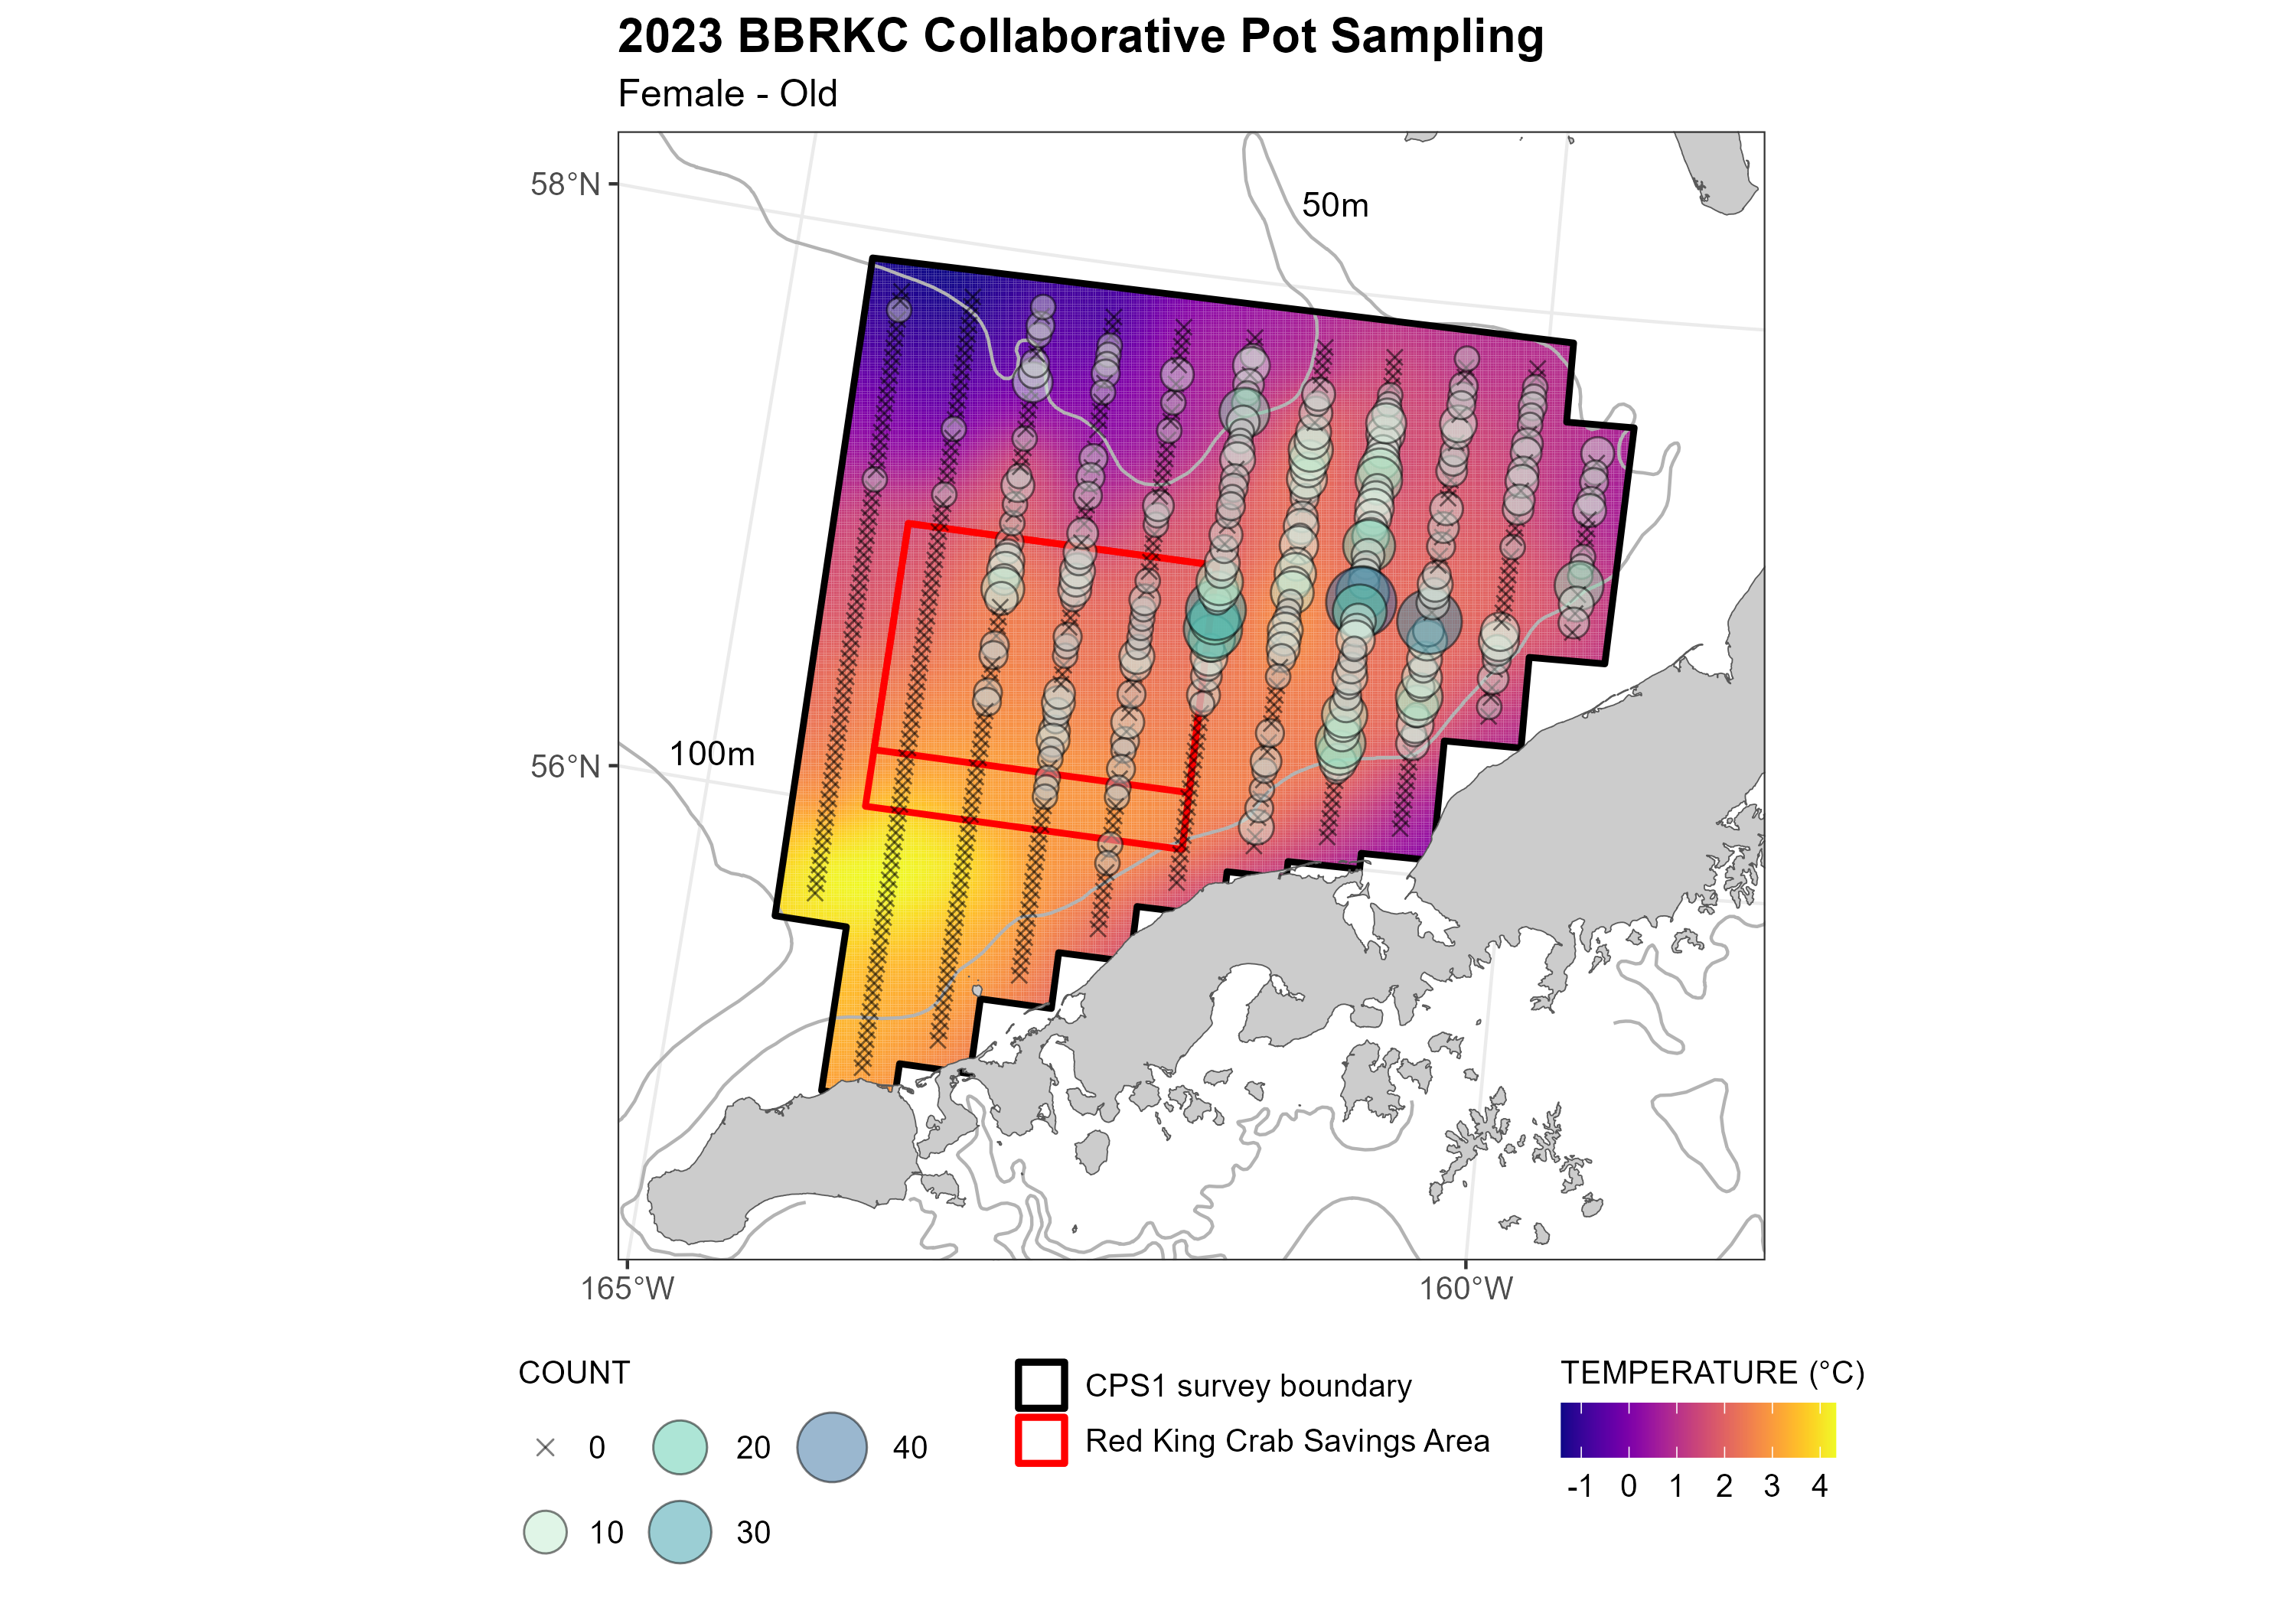 2023 BBRKC Collaborative Pot Sampling
Female - Old
58°N
50m
56°N
100m
165°W
160°W
COUNT
0
20
40
10
30
CPS1 survey boundary
Red King Crab Savings Area
TEMPERATURE (°C)
-1 0 1 2 3 4